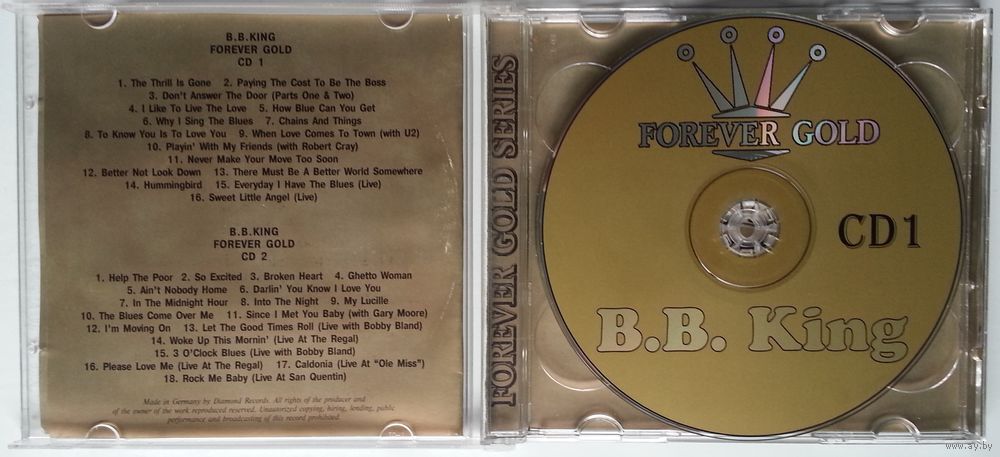 B.B.KING
FOREVER GOLD
CD 1
1. The Thrill Is Gone 2. Paying The Cost To Be The Boss
3. Don't Answer The Door (Parts One & Two)
4. I Like To Live The Love 5. How Blue Can You Get
6. Why I Sing The Blues 7. Chains And Things
8. To Know You Is To Love You 9. When Love Comes To Town (with U2)
10. Playin' With My Friends (with Robert Cray)
11. Never Make Your Move Too Soon
12. Better Not Look Down 13. There Must Be A Better World Somewhere
14. Hummingbird 15. Everyday I Have The Blues (Live)
16. Sweet Little Angel (Live)
B.B.KING
FOREVER GOLD
CD 2
1. Help The Poor 2. So Excited 3. Broken Heart 4. Ghetto Woman
5. Ain't Nobody Home 6. Darlin' You Know I Love You
7. In The Midnight Hour 8. Into The Night 9. My Lucille
10. The Blues Come Over Me 11. Since I Met You Baby (with Gary Moore)
12. I'm Moving On 13. Let The Good Times Roll (Live with Bobby Bland)
14. Woke Up This Mornin' (Live At The Regal)
15. 3 O'Clock Blues (Live with Bobby Bland)
16. Please Love Me (Live At The Regal) 17. Caldonia (Live At "Ole Miss")
18. Rock Me Baby (Live At San Quentin)
Made in Germany by Diamond Records. All rights of the producer and
of the owner of the work reproduced reserved. Unautorized copying, hiring, lending, public
performance and broadcasting of this record prohibited.
FOREVER GOLD SERIES
FOREVER GOLD
CD 1
B.B. King
www.ay.by